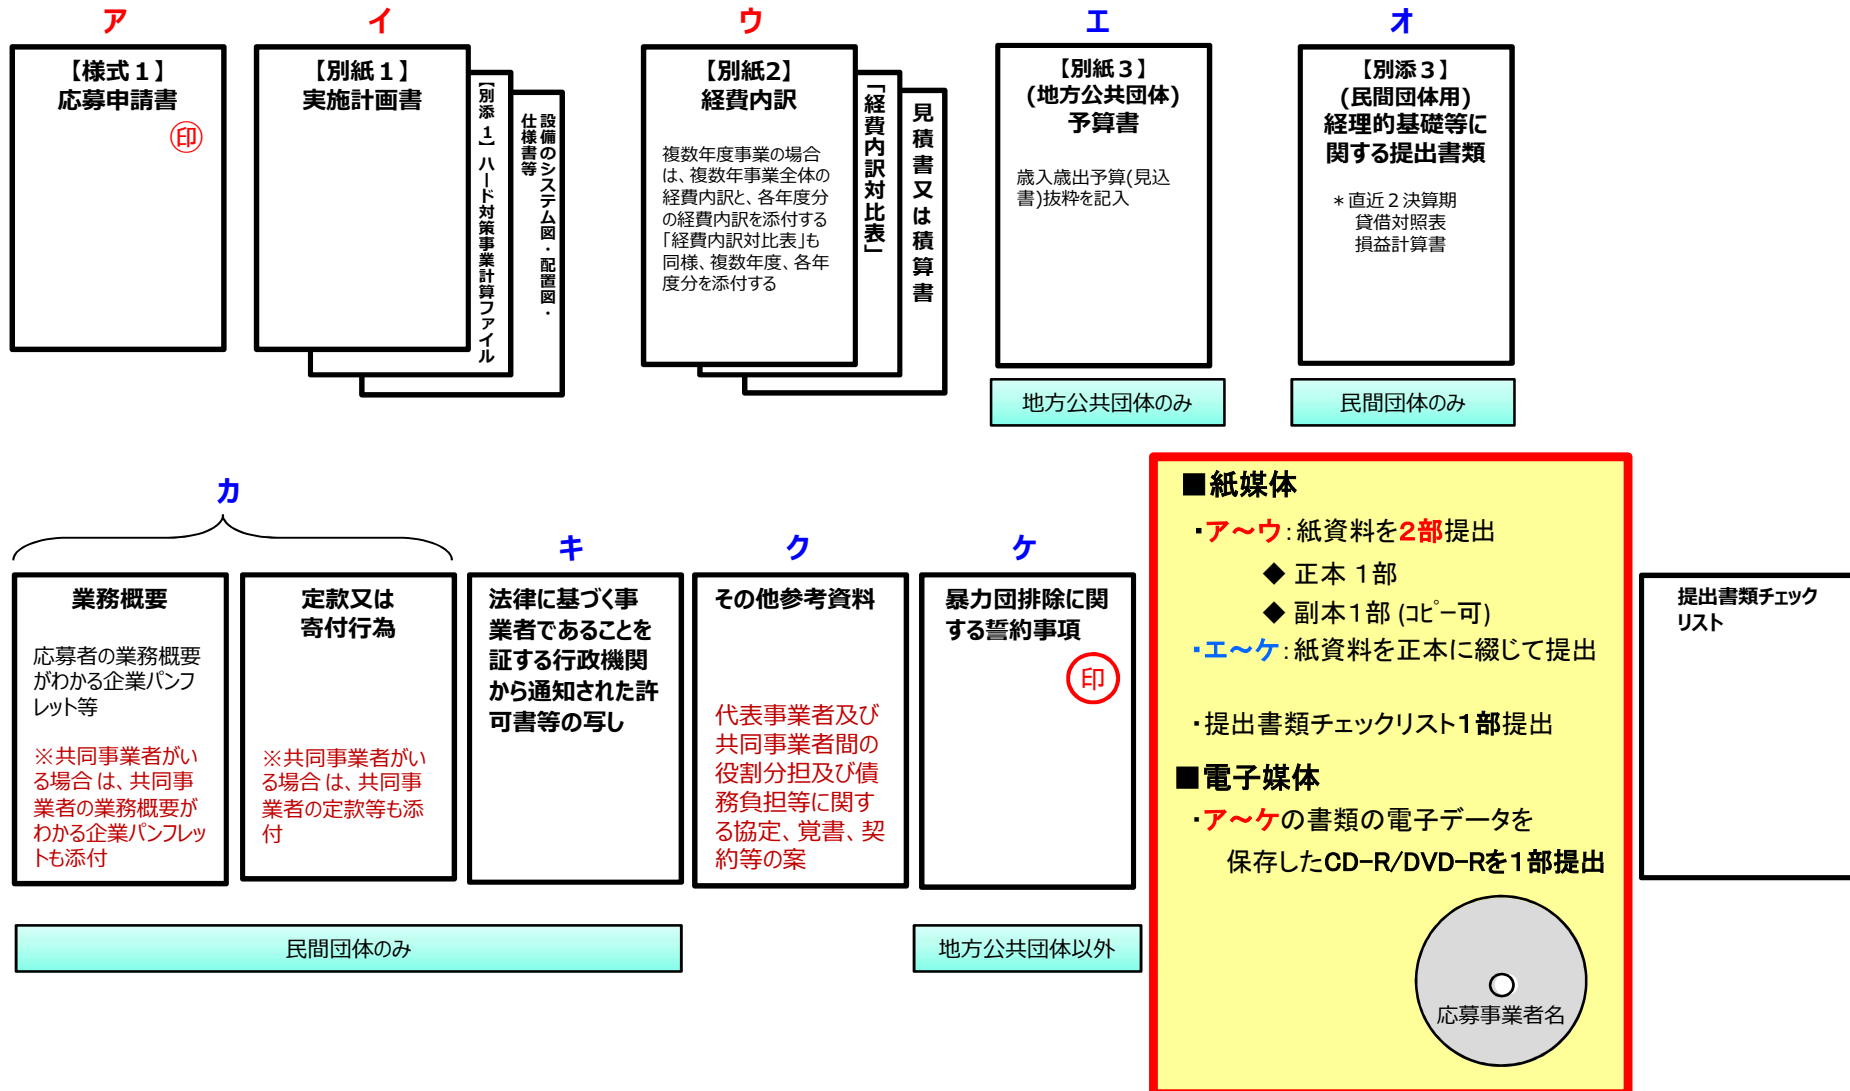 ア
イ
ウ
エ
オ
【様式１】
応募申請書
印
【別紙１】
実施計画書
【別添１】ハード対策事業計算ファイル
設備のシステム図・配置図・
仕様書等
【別紙2】
経費内訳
複数年度事業の場合
は、複数年事業全体の
経費内訳と、各年度分
の経費内訳を添付する
「経費内訳対比表」も
同様、複数年度、各年
度分を添付する
「経費内訳対比表」
見積書又は積算書
【別紙３】
(地方公共団体)
予算書
歳入歳出予算(見込
書)抜粋を記入
地方公共団体のみ
【別添３】
(民間団体用)
経理的基礎等に
関する提出書類
＊直近２決算期
貸借対照表
損益計算書
民間団体のみ
カ
キ
ク
ケ
業務概要
応募者の業務概要
がわかる企業パンフ
レット等
※共同事業者がい
る場合は、共同事
業者の業務概要が
わかる企業パンフレッ
トも添付
定款又は
寄付行為
※共同事業者がい
る場合は、共同事
業者の定款等も添
付
法律に基づく事
業者であることを
証する行政機関
から通知された許
可書等の写し
民間団体のみ
その他参考資料
代表事業者及び
共同事業者間の
役割分担及び債
務負担等に関す
る協定、覚書、契
約等の案
暴力団排除に関
する誓約事項
印
地方公共団体以外
■紙媒体
・ア～ウ：紙資料を2部提出
◆ 正本 1部
◆ 副本1部 (ｺﾋﾟｰ可)
・エ～ケ：紙資料を正本に綴じて提出
・提出書類チェックリスト1部提出
■電子媒体
・ア～ケの書類の電子データを
保存したCD-R/DVD-Rを1部提出
応募事業者名
提出書類チェック
リスト